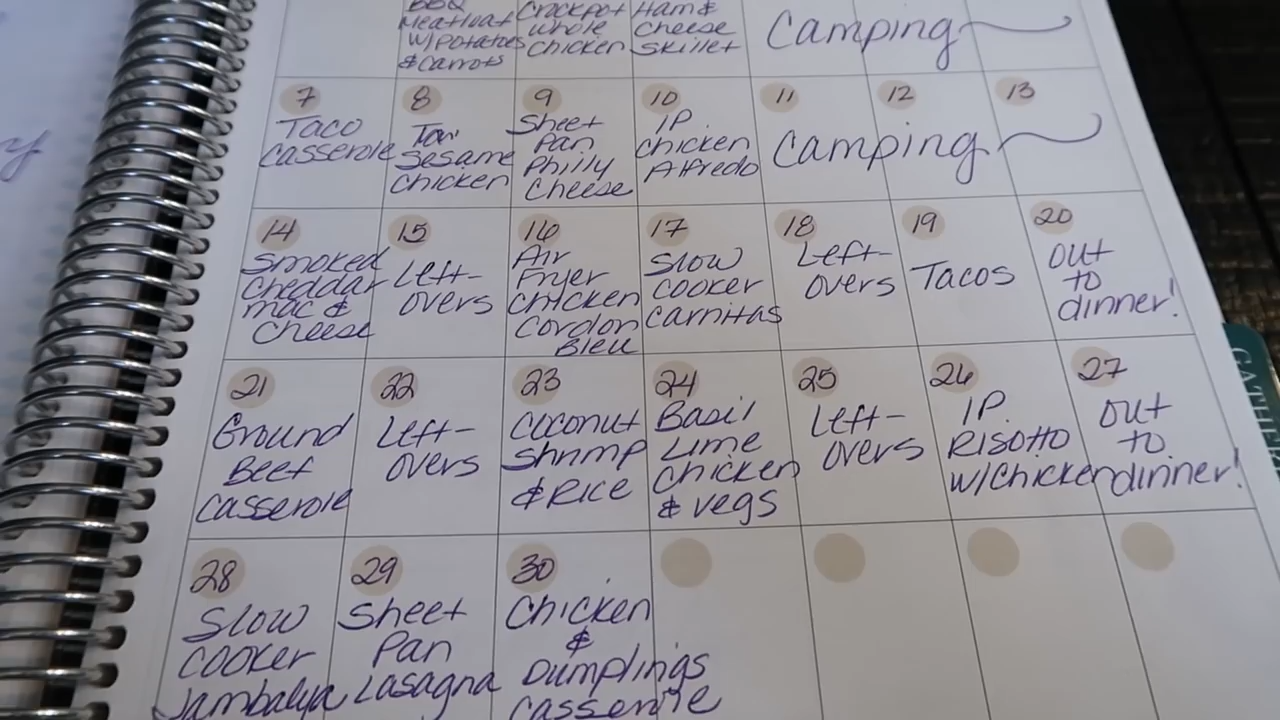 BBQ
Meatloaf
w/Potatoes
& Carrots
Crockpot
whole
chicken
Ham &
cheese
skillet
Camping
7
Taco
casserole
8
Sesame
chicken
9
Sheet
Pan
Philly
Cheese
10
IP
chicken
Alfredo
11
12
13
Camping
14
Smoked
Cheddar
mac &
cheese
15
Left-
overs
16
Air
Fryer
chicken
Cordon
Bleu
17
Slow
cooker
carnitas
18
Left-
overs
19
Tacos
20
out
to
dinner!
21
Ground
Beef
casserole
22
Left-
overs
23
Coconut
Shrimp
& Rice
24
Basil
Lime
chicken
& vegs
25
Left-
overs
26
IP
Risotto
w/Chicken
27
out
to
dinner!
28
Slow
cooker
Jambalya
29
Sheet
Pan
Lasagna
30
Chicken
&
Dumplings
casserole
GATHE